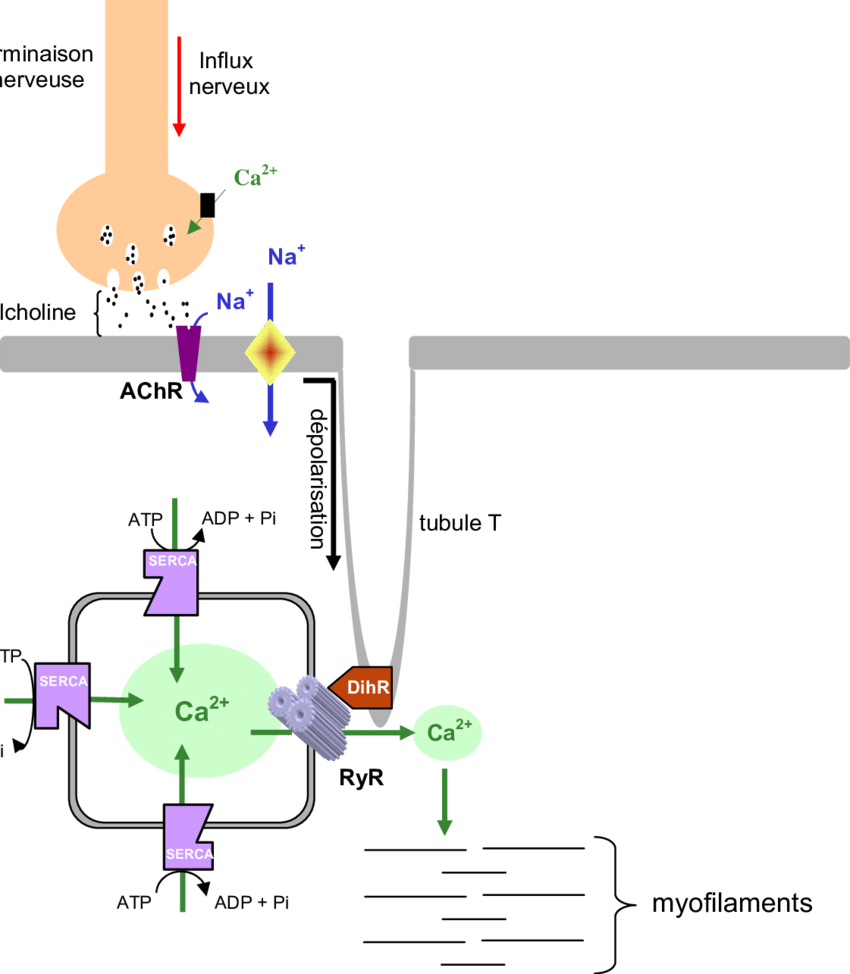 rminaison
nerveuse
Influx
nerveux
Ca²⁺
Na⁺
Na⁺
lcholine
AChR
dépolarisation
tubule T
ATP
ADP + Pi
SERCA
TP
SERCA
i
Ca²⁺
DihR
Ca²⁺
RyR
SERCA
ATP
ADP + Pi
myofilaments